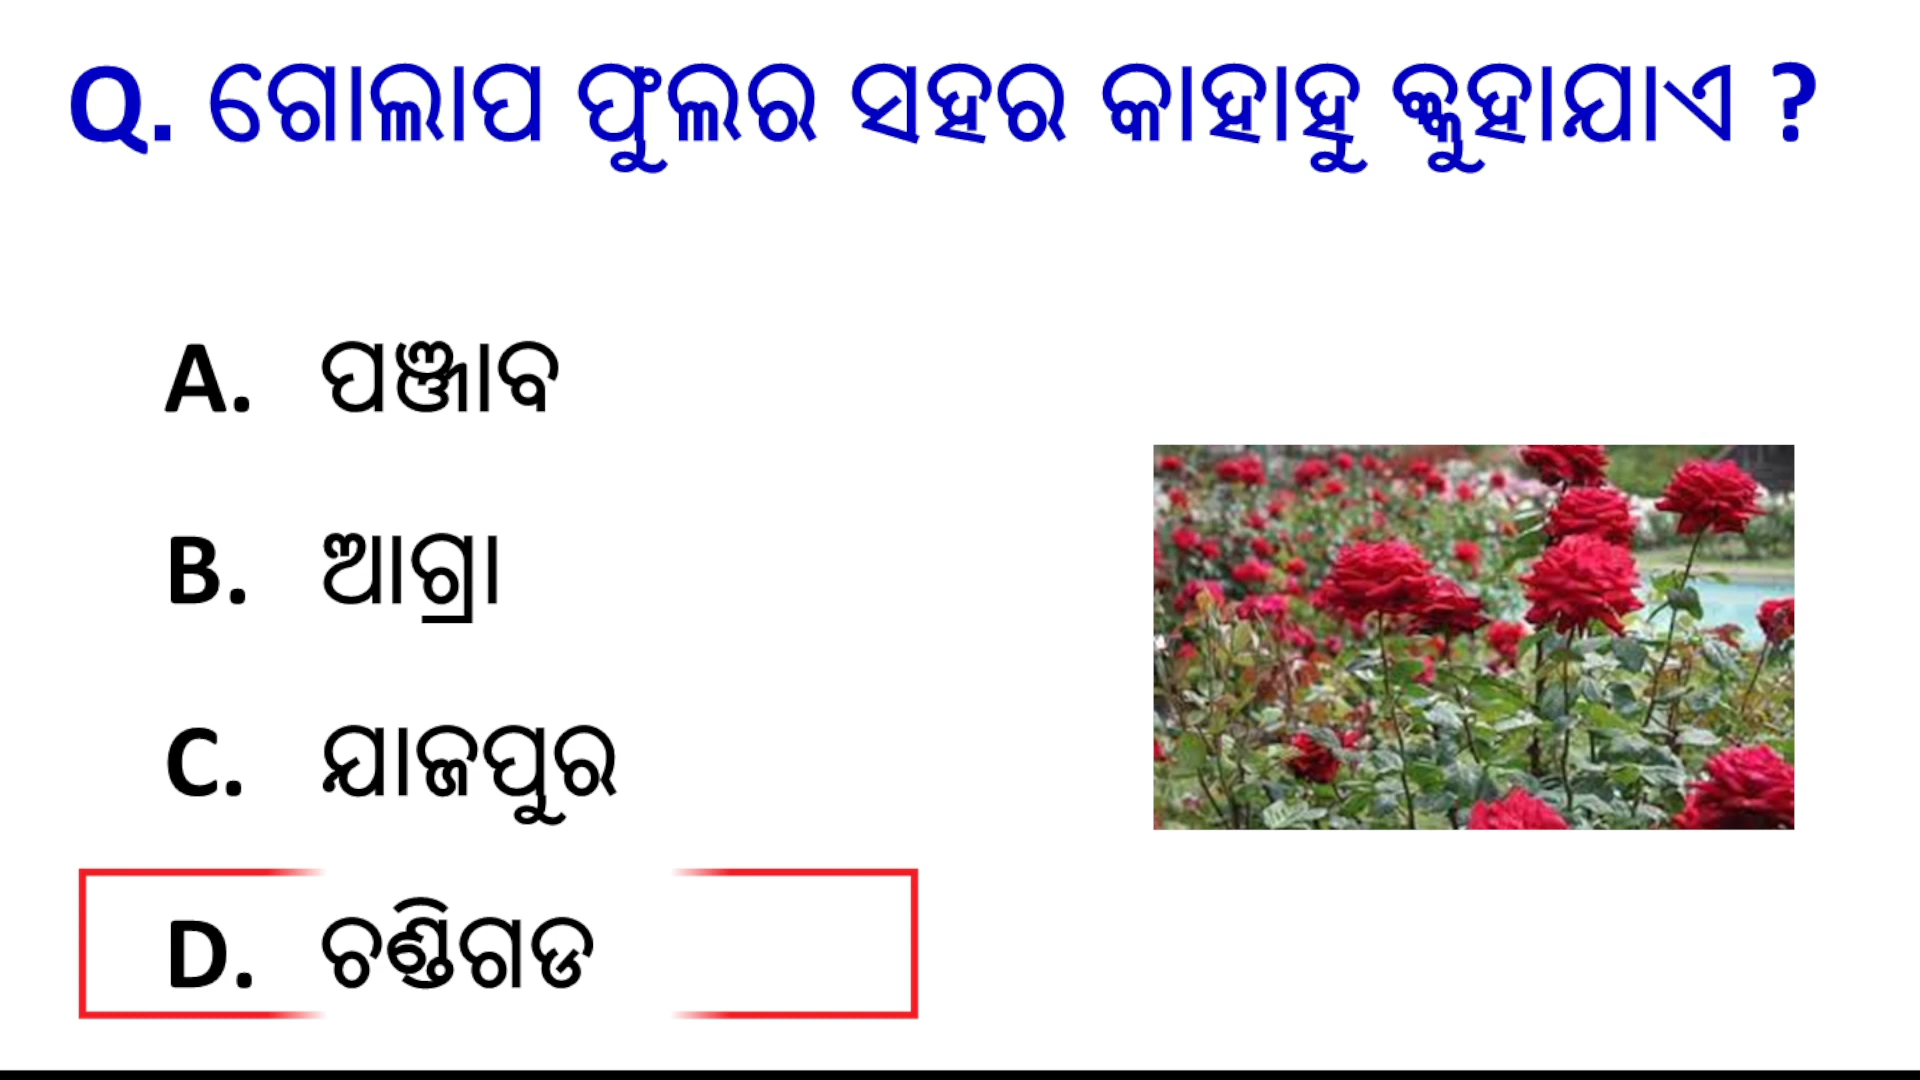 Q. ଗୋଲାପ ଫୁଲର ସହର କାହାହୁ କ୍କୁହାଯାଏ ?
A. ପଞ୍ଜାବ
B. ଆଗ୍ରା
C. ଯାଜପୁର
D. ଚଣ୍ଡିଗଡ